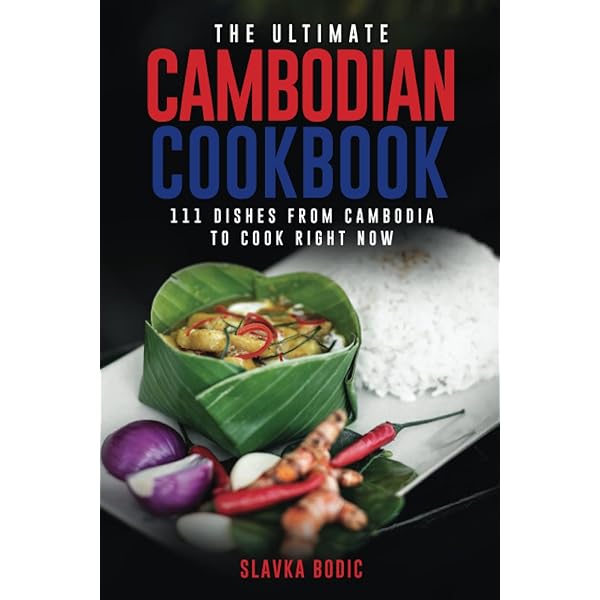 THE ULTIMATE
CAMBODIAN
COOKBOOK
111 DISHES FROM CAMBODIA
TO COOK RIGHT NOW
SLAVKA BODIC